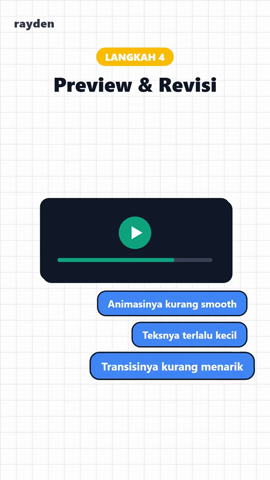 rayden
LANGKAH 4
Preview & Revisi
Animasinya kurang smooth
Teksnya terlalu kecil
Transisinya kurang menarik